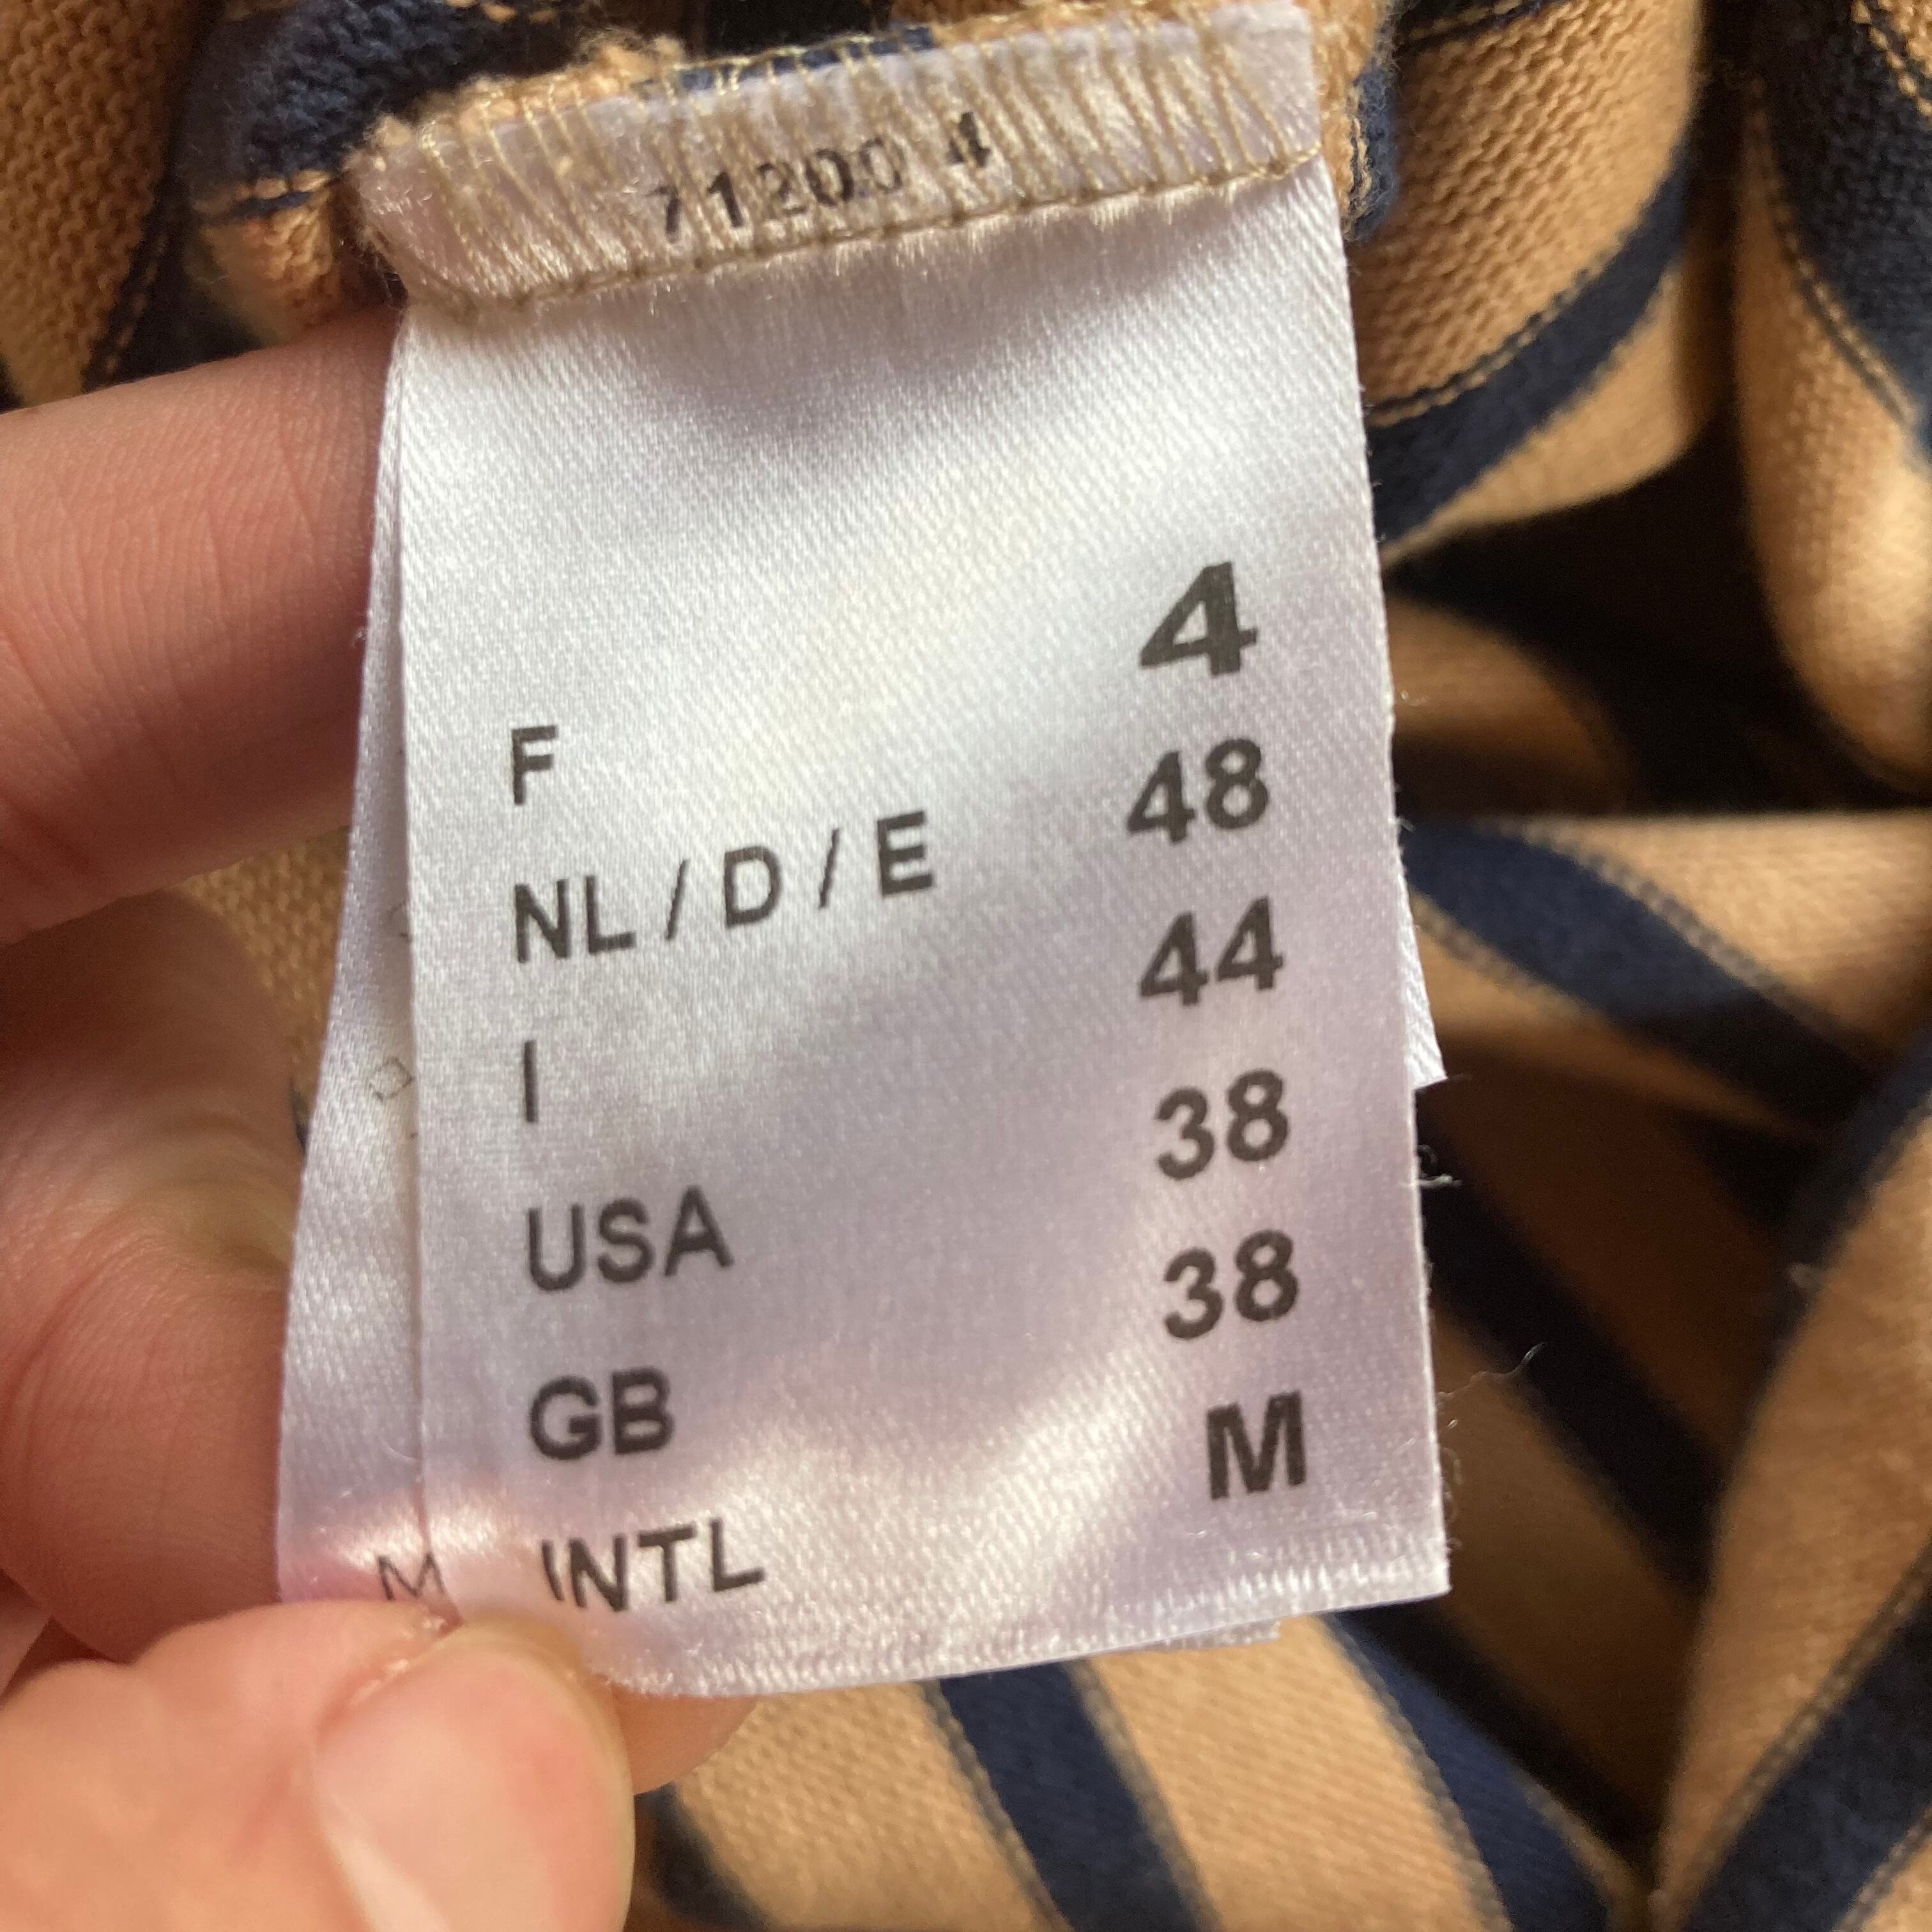 71200 4
F 4
NL / D / E 48
I 44
USA 38
GB 38
INTL M
M